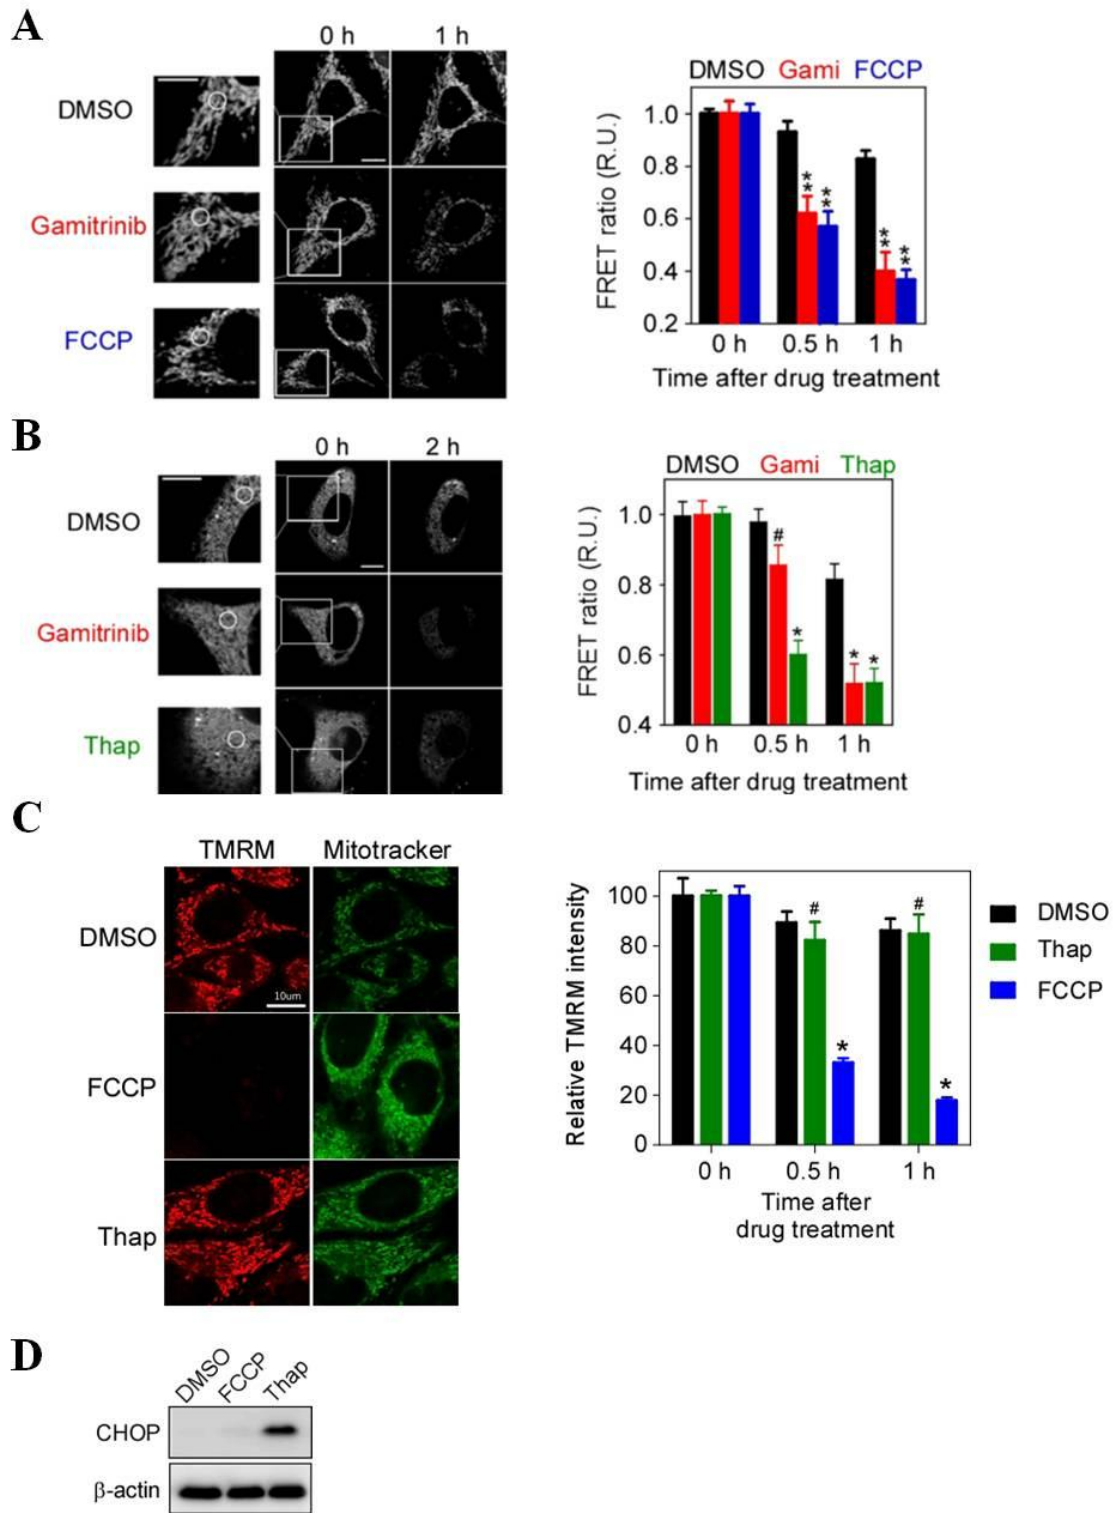 A
0 h 1 h
DMSO
Gamitrinib
FCCP
DMSO Gami FCCP
FRET ratio (R.U.)
1.0
0.8
0.6
0.4
0.2
** **
** **
0 h 0.5 h 1 h
Time after drug treatment
B
0 h 2 h
DMSO
Gamitrinib
Thap
DMSO Gami Thap
FRET ratio (R.U.)
1.0
0.8
0.6
0.4
# *
* *
0 h 0.5 h 1 h
Time after drug treatment
C
TMRM Mitotracker
DMSO
10um
FCCP
Thap
Relative TMRM intensity
100
80
60
40
20
0
# *
# *
0 h 0.5 h 1 h
Time after
drug treatment
DMSO
Thap
FCCP
D
DMSO FCCP Thap
CHOP
β-actin